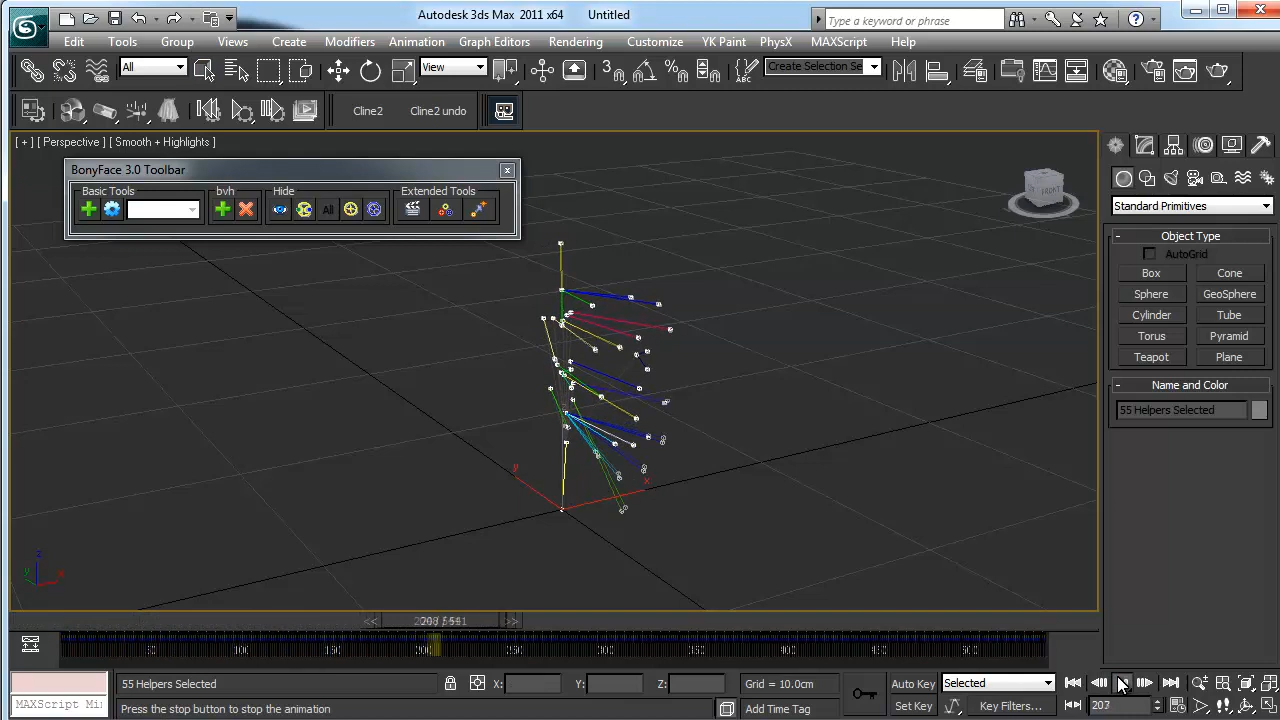 Autodesk 3ds Max 2011 x64 Untitled
Type a keyword or phrase
Edit Tools Group Views Create Modifiers Animation Graph Editors Rendering Customize YK Paint PhysX MAXScript Help
All View Create Selection Se
Cline2 Cline2 undo
[ + ] [ Perspective ] [ Smooth + Highlights ]
BonyFace 3.0 Toolbar
Basic Tools bvh Hide Extended Tools
All
FRONT
Standard Primitives
- Object Type
AutoGrid
Box Cone
Sphere GeoSphere
Cylinder Tube
Torus Pyramid
Teapot Plane
- Name and Color
55 Helpers Selected
y x
z
y x
<< >>
50 100 150 200 250 300 350 400 450 500
55 Helpers Selected X: Y: Z: Grid = 10.0cm Auto Key Selected
MAXScript Mi Press the stop button to stop the animation Add Time Tag Set Key Key Filters... 203